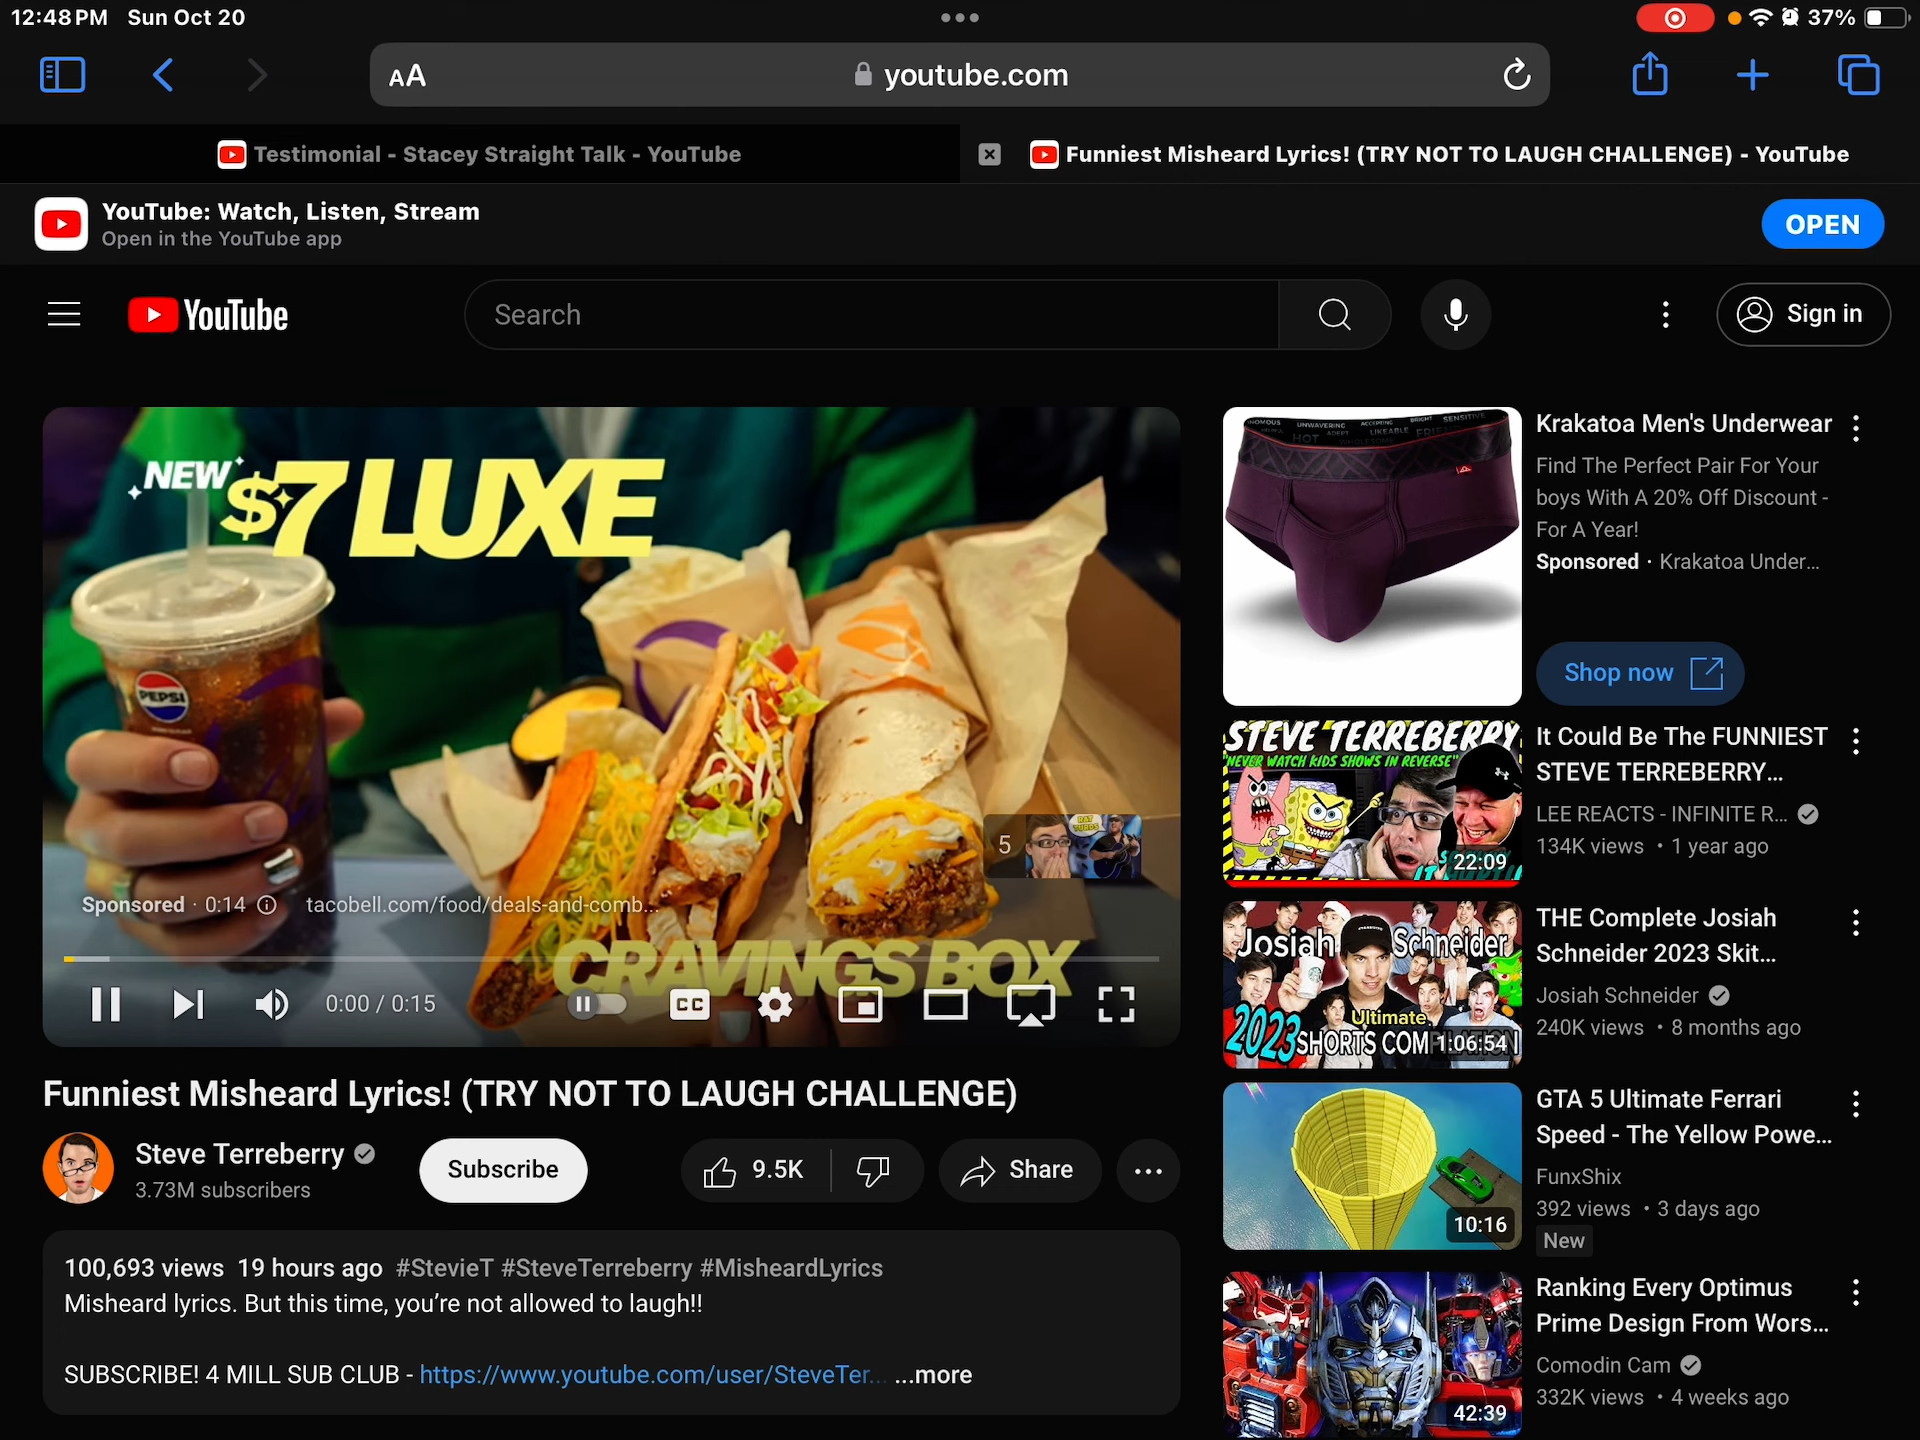 12:48 PM Sun Oct 20
37%
AA
youtube.com
Testimonial - Stacey Straight Talk - YouTube
Funniest Misheard Lyrics! (TRY NOT TO LAUGH CHALLENGE) - YouTube
YouTube: Watch, Listen, Stream
Open in the YouTube app
OPEN
YouTube
Search
Sign in
NEW
$7 LUXE
PEPSI
5
RAT
Sponsored · 0:14
tacobell.com/food/deals-and-comb...
CRAVINGS BOX
0:00 / 0:15
CC
Funniest Misheard Lyrics! (TRY NOT TO LAUGH CHALLENGE)
Steve Terreberry
3.73M subscribers
Subscribe
9.5K
Share
100,693 views 19 hours ago #StevieT #SteveTerreberry #MisheardLyrics
Misheard lyrics. But this time, you’re not allowed to laugh!!
SUBSCRIBE! 4 MILL SUB CLUB - https://www.youtube.com/user/SteveTer... ...more
UNWAVERING ACCEPTING BRIGHT SENSITIVE
HOT ADEPT LIKEABLE
WHOLESOME
Krakatoa Men's Underwear
Find The Perfect Pair For Your
boys With A 20% Off Discount -
For A Year!
Sponsored · Krakatoa Under...
Shop now
STEVE TERREBERRY
"NEVER WATCH KIDS SHOWS IN REVERSE"
22:09
It Could Be The FUNNIEST
STEVE TERREBERRY...
LEE REACTS - INFINITE R...
134K views • 1 year ago
Josiah Schneider
Ultimate
2023 SHORTS COM
1:06:54
THE Complete Josiah
Schneider 2023 Skit...
Josiah Schneider
240K views • 8 months ago
10:16
GTA 5 Ultimate Ferrari
Speed - The Yellow Powe...
FunxShix
392 views • 3 days ago
New
42:39
Ranking Every Optimus
Prime Design From Wors...
Comodin Cam
332K views • 4 weeks ago